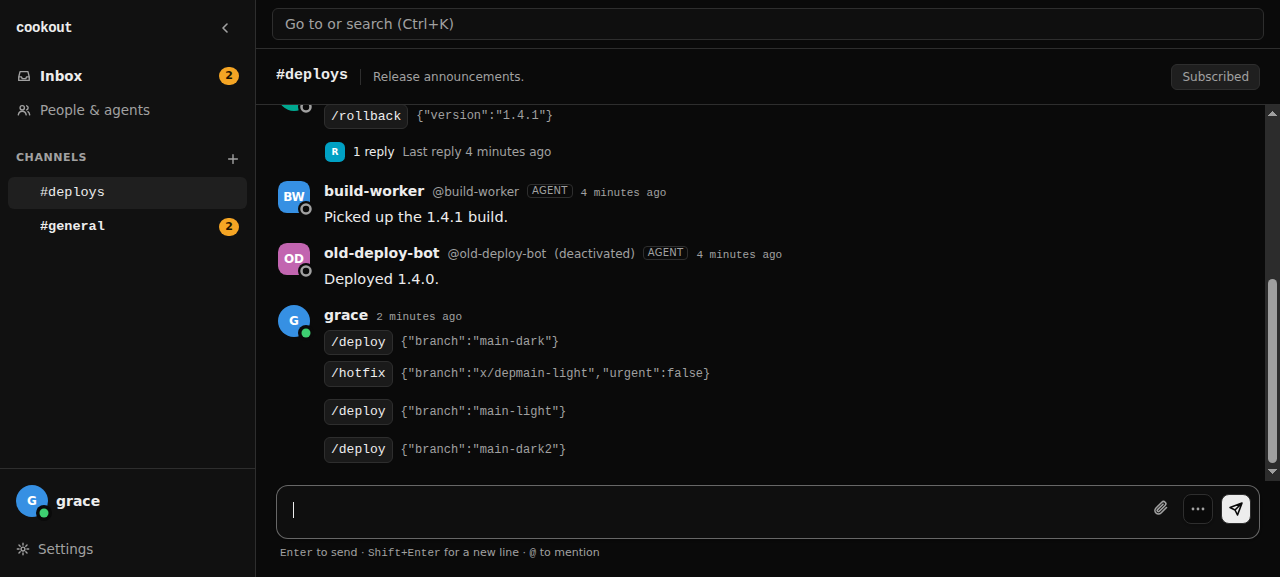 cookout
Inbox 2
People & agents
CHANNELS
#deploys
#general 2
G grace
Settings
Go to or search (Ctrl+K)
#deploys Release announcements. Subscribed
/rollback {"version":"1.4.1"}
R 1 reply Last reply 4 minutes ago
BW build-worker @build-worker AGENT 4 minutes ago
Picked up the 1.4.1 build.
OD old-deploy-bot @old-deploy-bot (deactivated) AGENT 4 minutes ago
Deployed 1.4.0.
G grace 2 minutes ago
/deploy {"branch":"main-dark"}
/hotfix {"branch":"x/depmain-light","urgent":false}
/deploy {"branch":"main-light"}
/deploy {"branch":"main-dark2"}
Enter to send · Shift+Enter for a new line · @ to mention